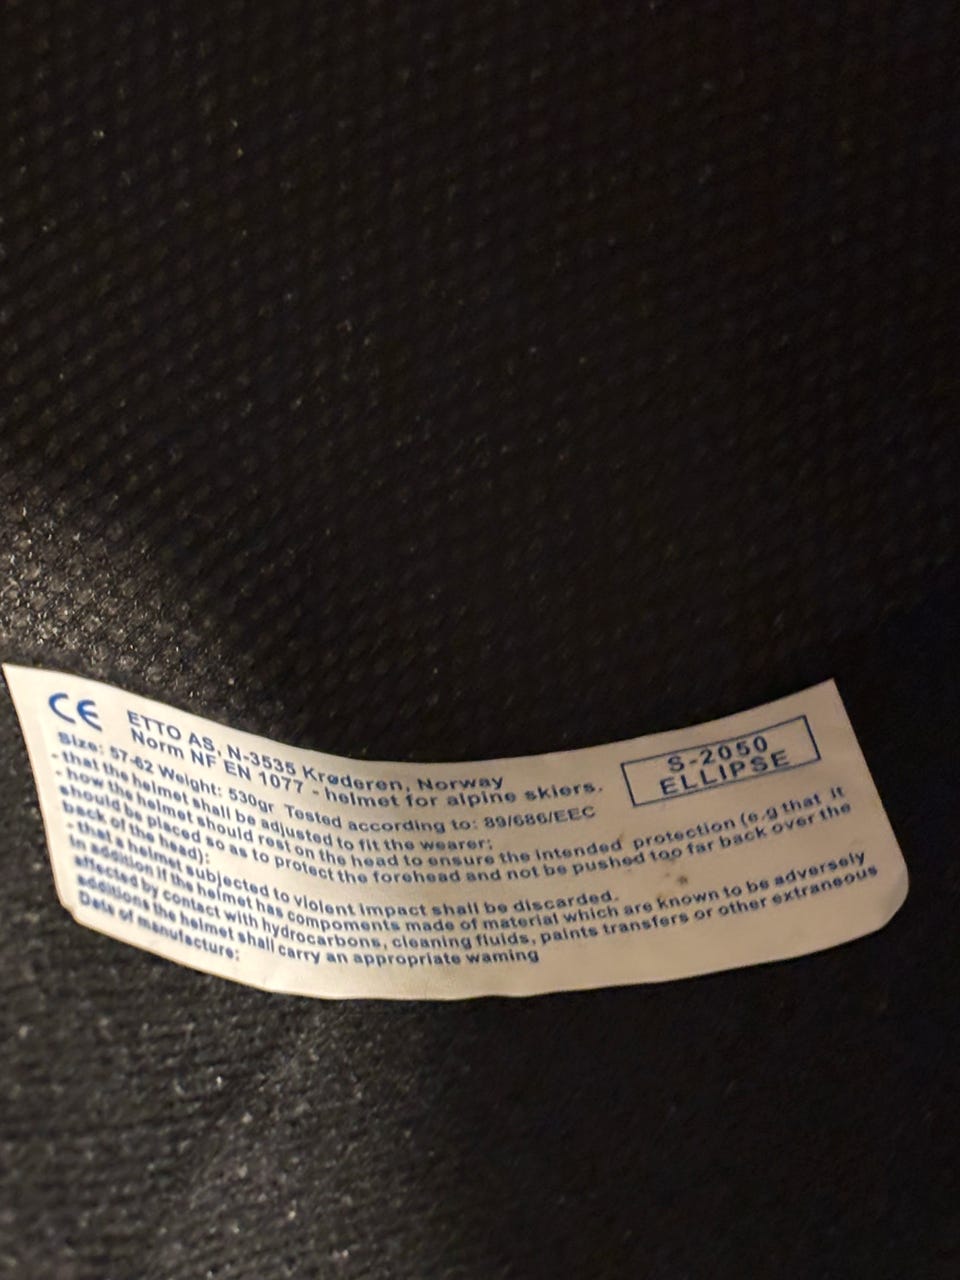 CE
ETTO AS, N-3535 Krøderen, Norway
Norm NF EN 1077 - helmet for alpine skiers.
S-2050
ELLIPSE
Size: 57-62 Weight: 530gr Tested according to: 89/686/EEC
- that the helmet shall be adjusted to fit the wearer;
- how the helmet should rest on the head to ensure the intended protection (e.g that it
should be placed so as to protect the forehead and not be pushed too far back over the
back of the head);
- that a helmet subjected to violent impact shall be discarded.
In addition if the helmet has compoments made of material which are known to be adversely
affected by contact with hydrocarbons, cleaning fluids, paints transfers or other extraneous
additions the helmet shall carry an appropriate waming
Date of manufacture: